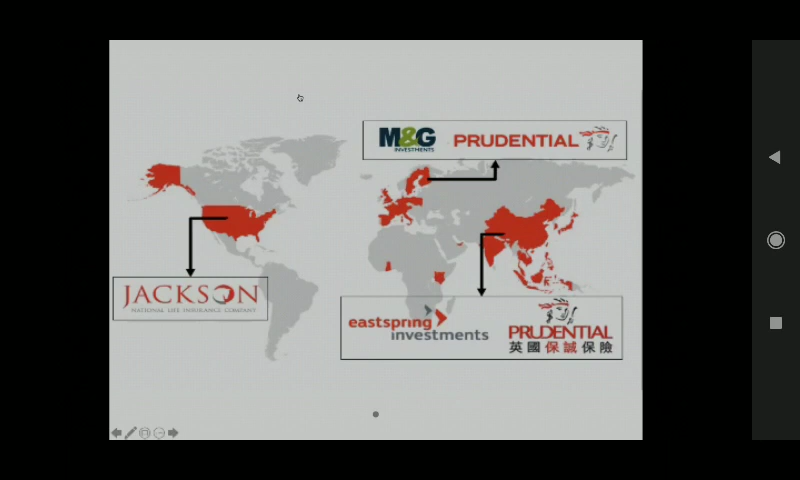 M&G
INVESTMENTS
PRUDENTIAL
JACKSON
NATIONAL LIFE INSURANCE COMPANY
eastspring
investments
PRUDENTIAL
英國保誠保險